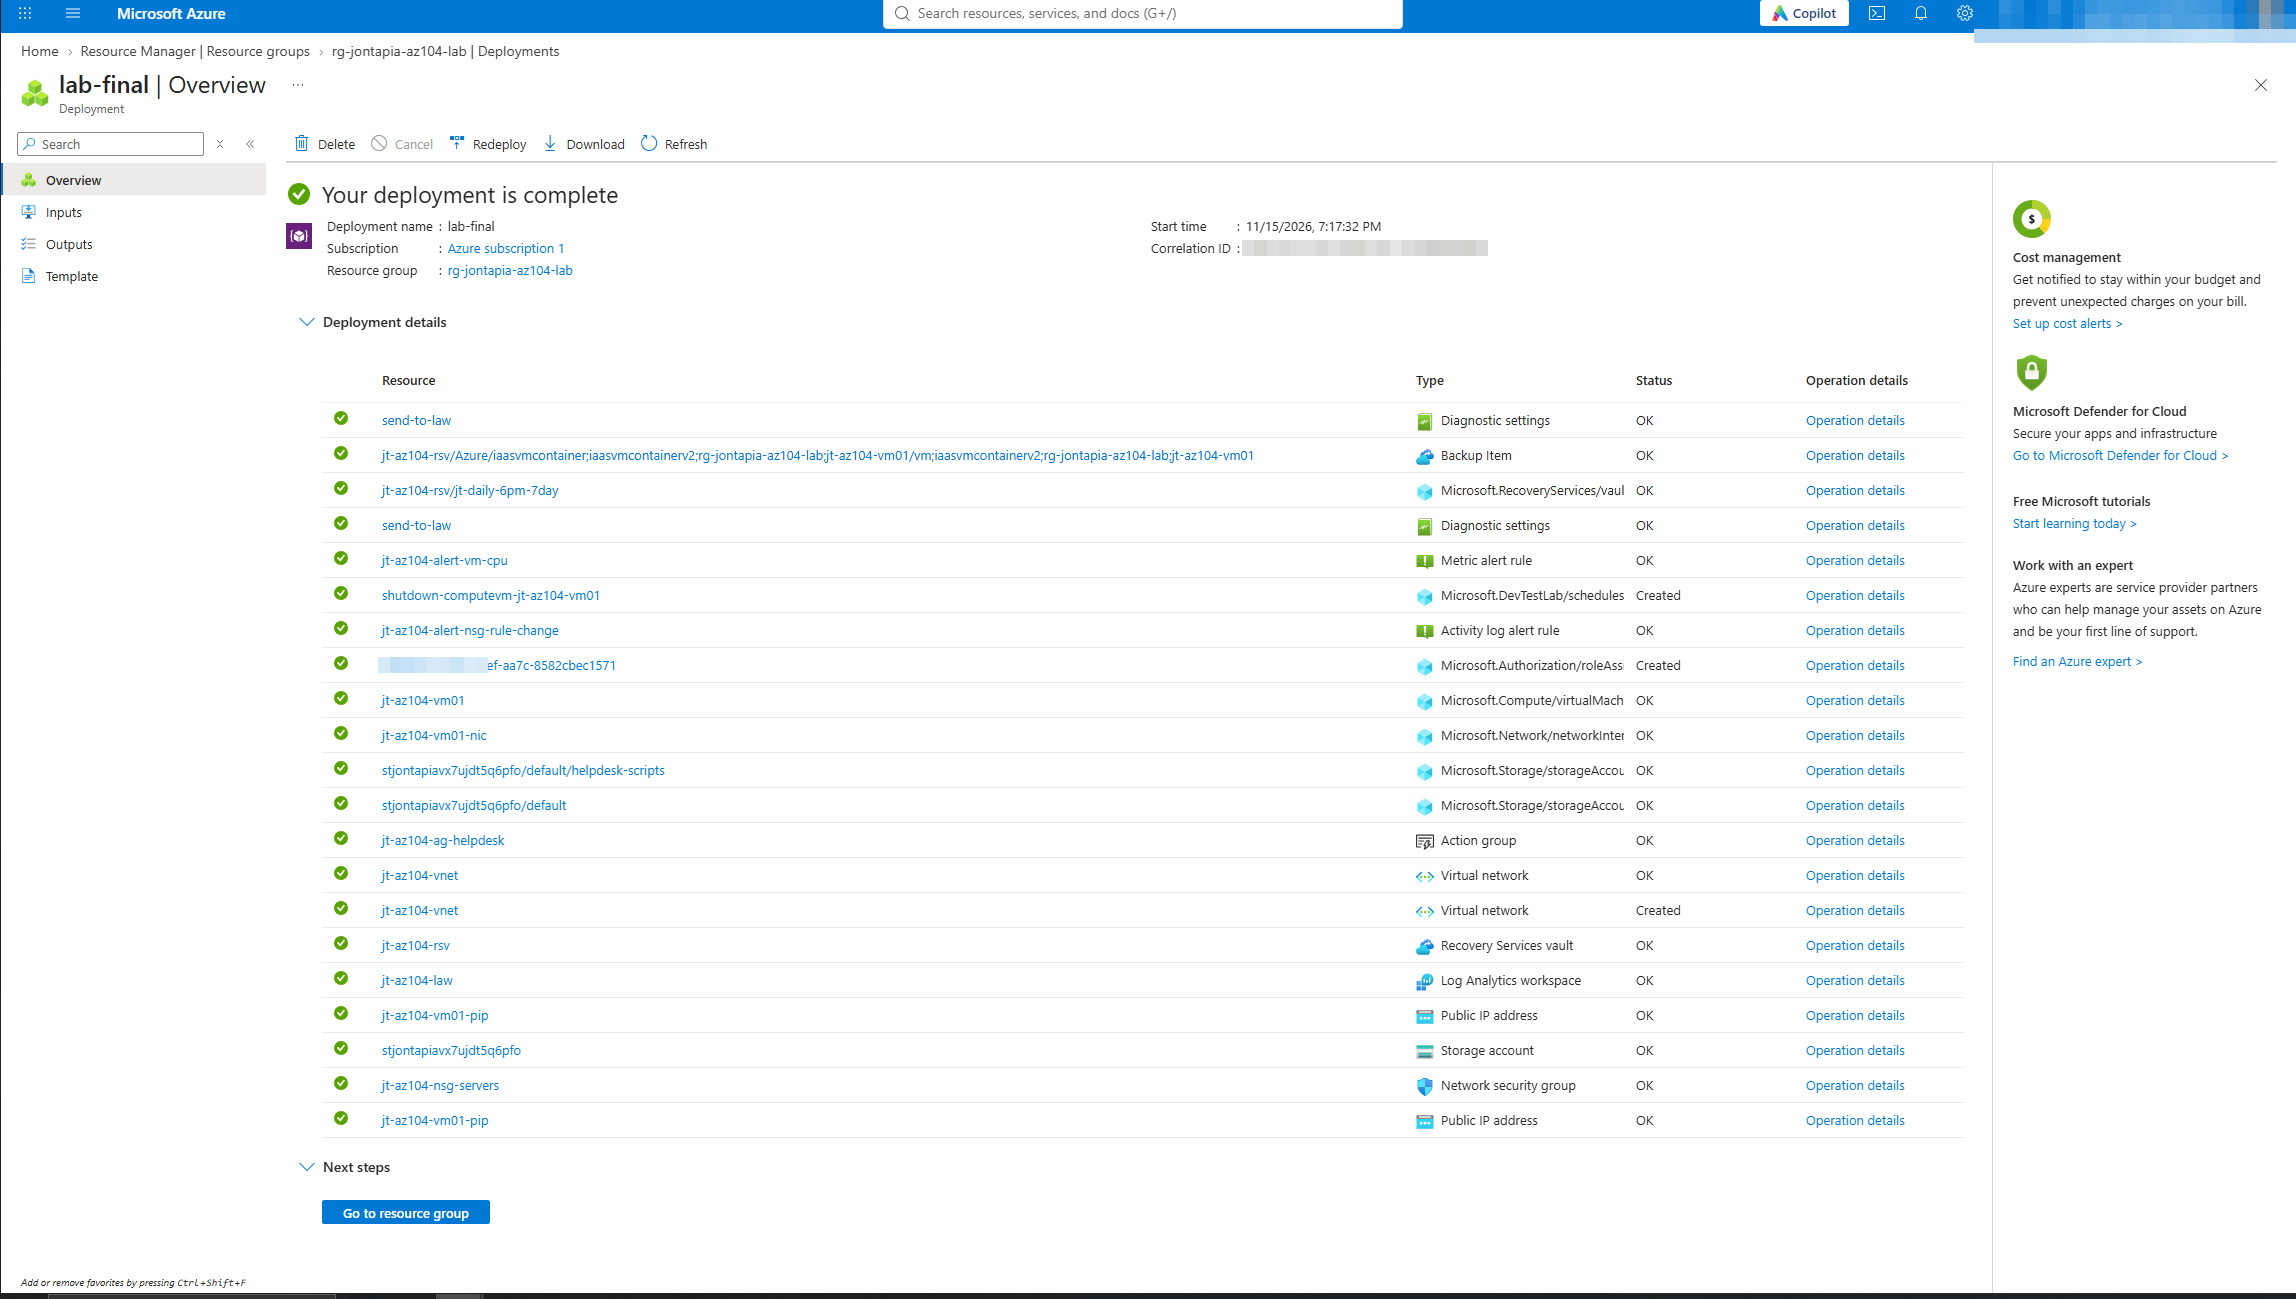 Microsoft Azure
Search resources, services, and docs (G+/)
Copilot
Home › Resource Manager | Resource groups › rg-jontapia-az104-lab | Deployments
lab-final | Overview ...
Deployment
Search
Overview
Inputs
Outputs
Template
Delete Cancel Redeploy Download Refresh
Your deployment is complete
Deployment name : lab-final
Subscription : Azure subscription 1
Resource group : rg-jontapia-az104-lab
Start time : 11/15/2026, 7:17:32 PM
Correlation ID :
Deployment details
Resource Type Status Operation details
send-to-law Diagnostic settings OK Operation details
jt-az104-rsv/Azure/iaasvmcontainer;iaasvmcontainerv2;rg-jontapia-az104-lab;jt-az104-vm01/vm;iaasvmcontainerv2;rg-jontapia-az104-lab;jt-az104-vm01 Backup Item OK Operation details
jt-az104-rsv/jt-daily-6pm-7day Microsoft.RecoveryServices/vaul OK Operation details
send-to-law Diagnostic settings OK Operation details
jt-az104-alert-vm-cpu Metric alert rule OK Operation details
shutdown-computevm-jt-az104-vm01 Microsoft.DevTestLab/schedules Created Operation details
jt-az104-alert-nsg-rule-change Activity log alert rule OK Operation details
ef-aa7c-8582cbec1571 Microsoft.Authorization/roleAssi Created Operation details
jt-az104-vm01 Microsoft.Compute/virtualMach OK Operation details
jt-az104-vm01-nic Microsoft.Network/networkInter OK Operation details
stjontapiavx7ujdt5q6pfo/default/helpdesk-scripts Microsoft.Storage/storageAccou OK Operation details
stjontapiavx7ujdt5q6pfo/default Microsoft.Storage/storageAccou OK Operation details
jt-az104-ag-helpdesk Action group OK Operation details
jt-az104-vnet Virtual network OK Operation details
jt-az104-vnet Virtual network Created Operation details
jt-az104-rsv Recovery Services vault OK Operation details
jt-az104-law Log Analytics workspace OK Operation details
jt-az104-vm01-pip Public IP address OK Operation details
stjontapiavx7ujdt5q6pfo Storage account OK Operation details
jt-az104-nsg-servers Network security group OK Operation details
jt-az104-vm01-pip Public IP address OK Operation details
Next steps
Go to resource group
Add or remove favorites by pressing Ctrl+Shift+F
Cost management
Get notified to stay within your budget and
prevent unexpected charges on your bill.
Set up cost alerts >
Microsoft Defender for Cloud
Secure your apps and infrastructure
Go to Microsoft Defender for Cloud >
Free Microsoft tutorials
Start learning today >
Work with an expert
Azure experts are service provider partners
who can help manage your assets on Azure
and be your first line of support.
Find an Azure expert >